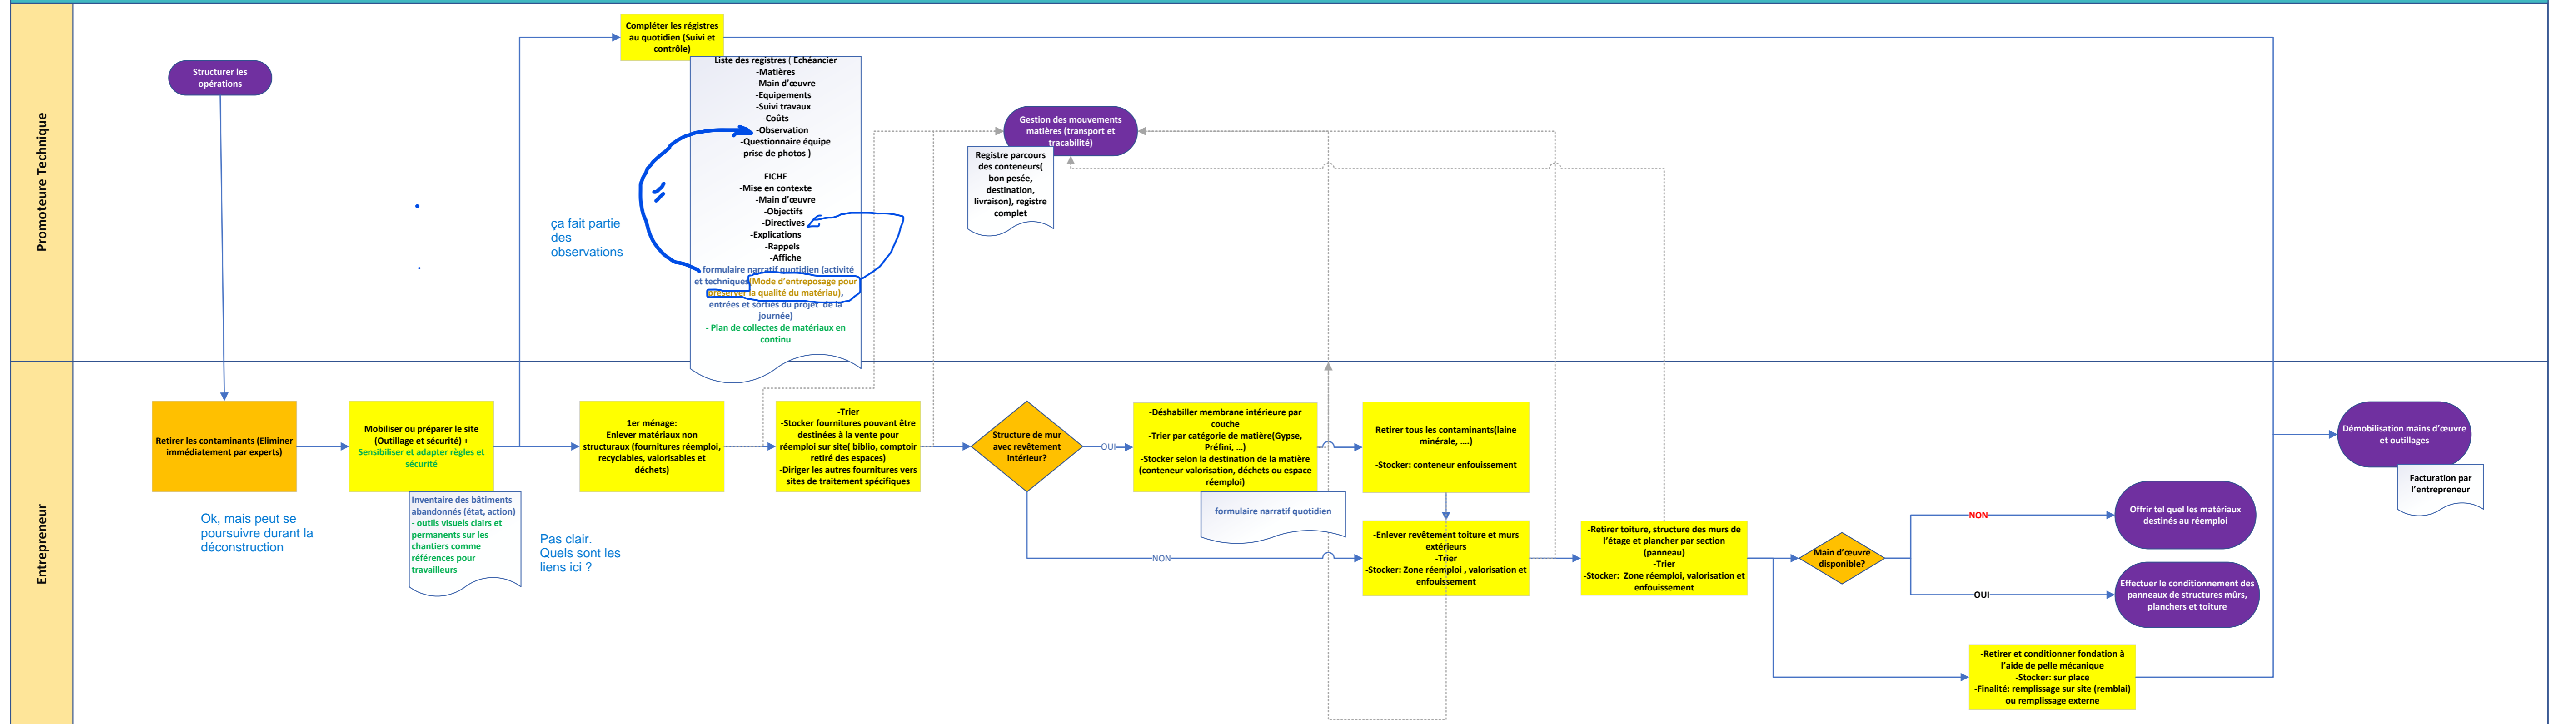 Promoteure Technique
Structurer les
opérations
Compléter les régistres
au quotidien (Suivi et
contrôle)
Liste des registres ( Echéancier
-Matières
-Main d'œuvre
-Equipements
-Suivi travaux
-Coûts
-Observation
-Questionnaire équipe
-prise de photos )
FICHE
-Mise en contexte
-Main d'œuvre
-Objectifs
-Directives
-Explications
-Rappels
-Affiche
formulaire narratif quotidien (activité
et techniques(Mode d'entreposage pour
préserver la qualité du matériau),
entrées et sorties du projet de la
journée)
- Plan de collectes de matériaux en
continu
ça fait partie
des
observations
Gestion des mouvements
matières (transport et
tracabilité)
Registre parcours
des conteneurs(
bon pesée,
destination,
livraison), registre
complet
Entrepreneur
Retirer les contaminants (Eliminer
immédiatement par experts)
Ok, mais peut se
poursuivre durant la
déconstruction
Mobiliser ou préparer le site
(Outillage et sécurité) +
Sensibiliser et adapter règles et
sécurité
Inventaire des bâtiments
abandonnés (état, action)
- outils visuels clairs et
permanents sur les
chantiers comme
références pour
travailleurs
Pas clair.
Quels sont les
liens ici ?
1er ménage:
Enlever matériaux non
structuraux (fournitures réemploi,
recyclables, valorisables et
déchets)
-Trier
-Stocker fournitures pouvant être
destinées à la vente pour
réemploi sur site( biblio, comptoir
retiré des espaces)
-Diriger les autres fournitures vers
sites de traitement spécifiques
Structure de mur
avec revêtement
intérieur?
OUI
NON
-Déshabiller membrane intérieure par
couche
-Trier par catégorie de matière(Gypse,
Préfini, ...)
-Stocker selon la destination de la matière
(conteneur valorisation, déchets ou espace
réemploi)
formulaire narratif quotidien
Retirer tous les contaminants(laine
minérale, ....)
-Stocker: conteneur enfouissement
-Enlever revêtement toiture et murs
extérieurs
-Trier
-Stocker: Zone réemploi , valorisation et
enfouissement
-Retirer toiture, structure des murs de
l'étage et plancher par section
(panneau)
-Trier
-Stocker: Zone réemploi, valorisation et
enfouissement
Main d'œuvre
disponible?
NON
OUI
Offrir tel quel les matériaux
destinés au réemploi
Effectuer le conditionnement des
panneaux de structures mûrs,
planchers et toiture
-Retirer et conditionner fondation à
l'aide de pelle mécanique
-Stocker: sur place
-Finalité: remplissage sur site (remblai)
ou remplissage externe
Démobilisation mains d'œuvre
et outillages
Facturation par
l'entrepreneur